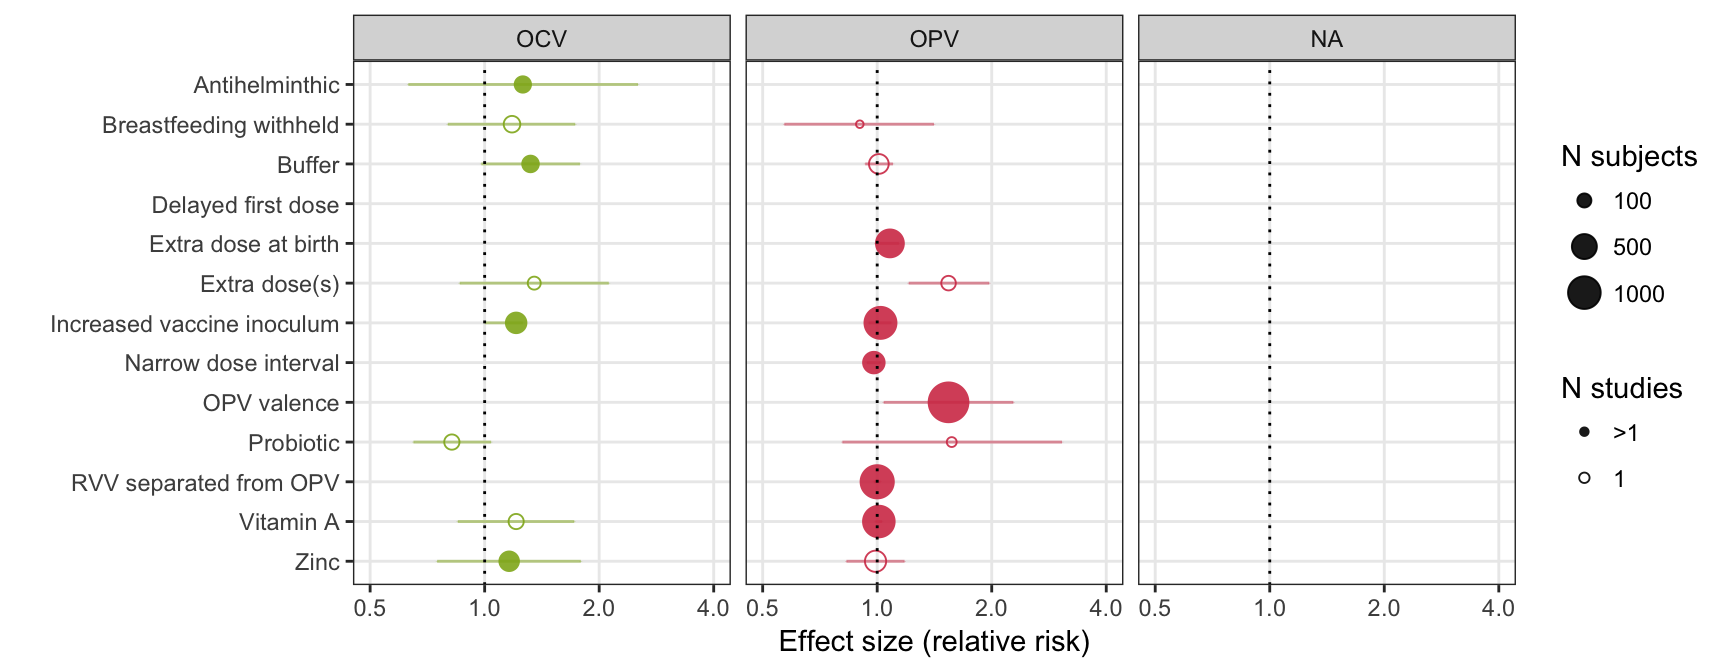 OCV OPV NA
Antihelminthic
Breastfeeding withheld
Buffer
Delayed first dose
Extra dose at birth
Extra dose(s)
Increased vaccine inoculum
Narrow dose interval
OPV valence
Probiotic
RVV separated from OPV
Vitamin A
Zinc
0.5 1.0 2.0 4.0 0.5 1.0 2.0 4.0 0.5 1.0 2.0 4.0
Effect size (relative risk)
N subjects
100
500
1000
N studies
>1
1